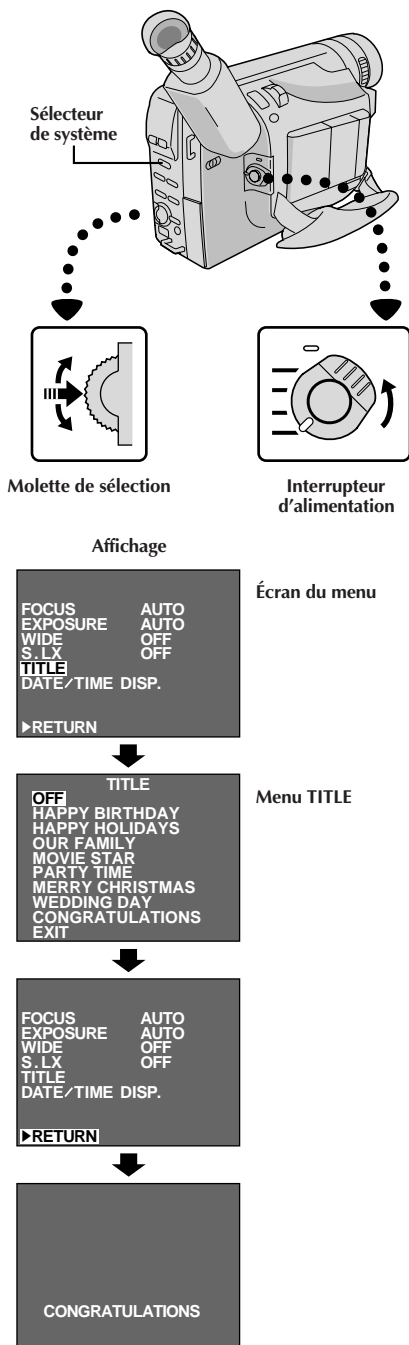 Sélecteur
de système
Molette de sélection
Interrupteur
d'alimentation
Affichage
Écran du menu
FOCUS AUTO
EXPOSURE AUTO
WIDE OFF
S.LX OFF
TITLE
DATE/TIME DISP.
▶RETURN
Menu TITLE
TITLE
OFF
HAPPY BIRTHDAY
HAPPY HOLIDAYS
OUR FAMILY
MOVIE STAR
PARTY TIME
MERRY CHRISTMAS
WEDDING DAY
CONGRATULATIONS
EXIT
FOCUS AUTO
EXPOSURE AUTO
WIDE OFF
S.LX OFF
TITLE
DATE/TIME DISP.
▶RETURN
CONGRATULATIONS